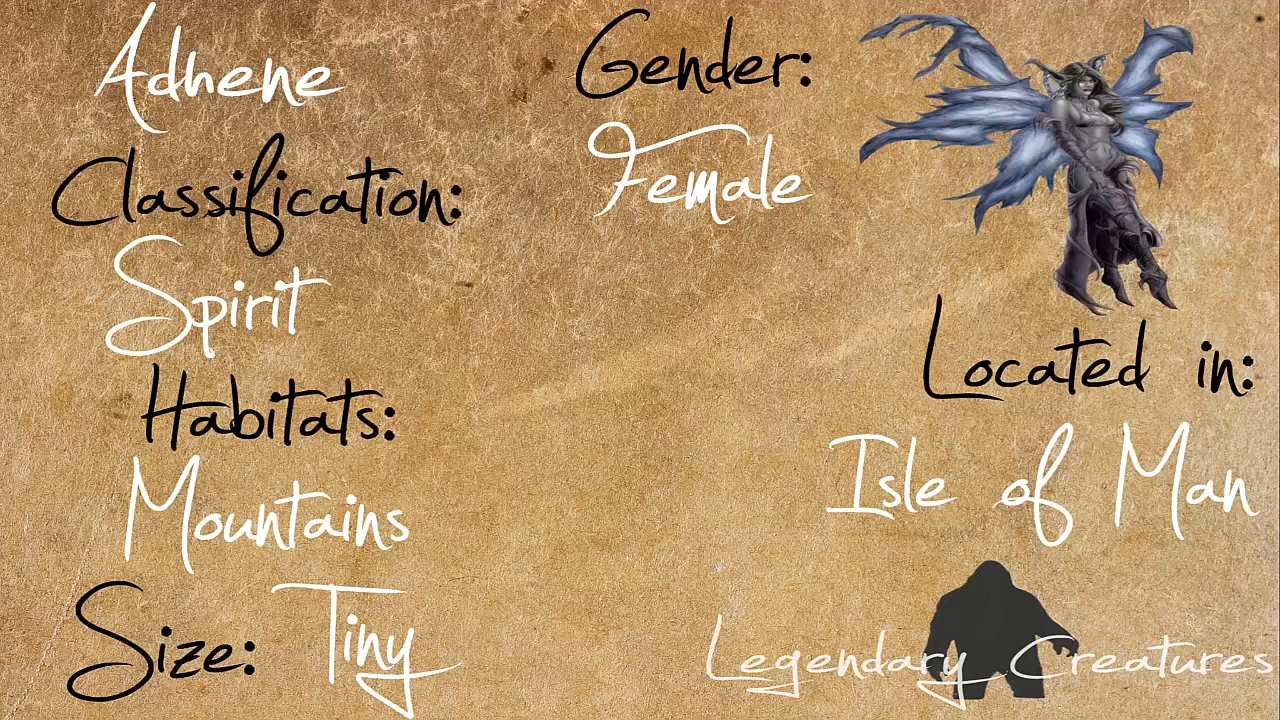 Adhene
Classification:
Spirit
Habitats:
Mountains
Size: Tiny
Gender:
Female
Located in:
Isle of Man
Legendary Creatures